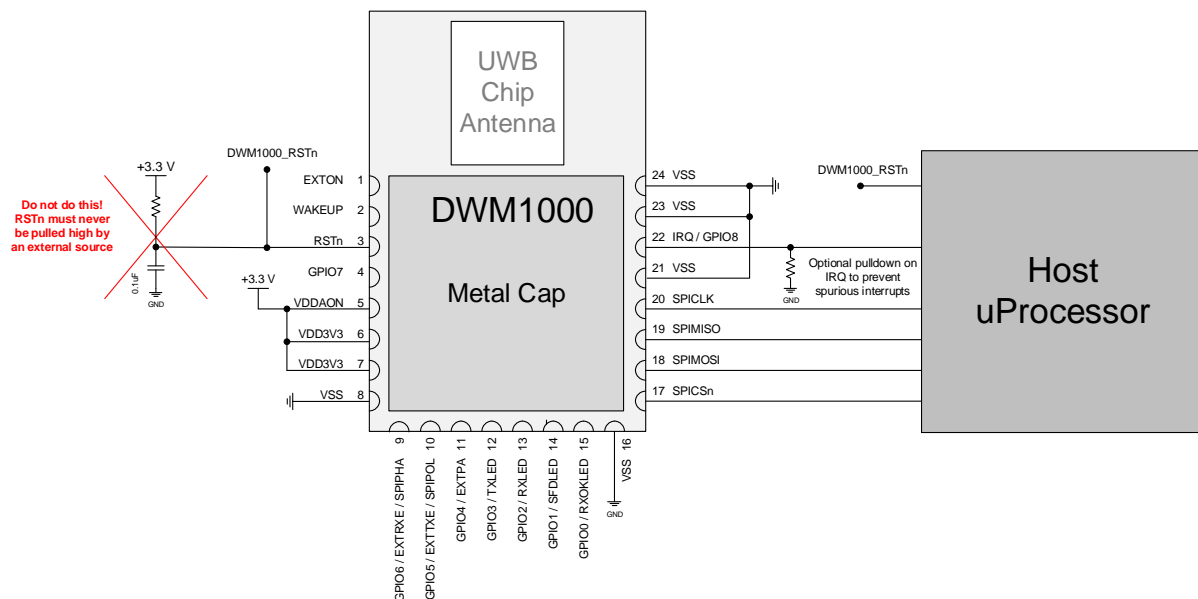 UWB
Chip
Antenna
DWM1000_RSTn
+3.3 V
Do not do this!
RSTn must never
be pulled high by
an external source
0.1uF
GND
+3.3 V
EXTON 1
WAKEUP 2
RSTn 3
GPIO7 4
VDDAON 5
VDD3V3 6
VDD3V3 7
VSS 8
DWM1000
Metal Cap
24 VSS
23 VSS
22 IRQ / GPIO8
21 VSS
20 SPICLK
19 SPIMISO
18 SPIMOSI
17 SPICSn
DWM1000_RSTn
Optional pulldown on
IRQ to prevent
spurious interrupts
GND
Host
uProcessor
GPIO6 / EXTRXE / SPIPHA 9
GPIO5 / EXTTXE / SPIPOL 10
GPIO4 / EXTPA 11
GPIO3 / TXLED 12
GPIO2 / RXLED 13
GPIO1 / SFDLED 14
GPIO0 / RXOKLED 15
VSS 16
GND